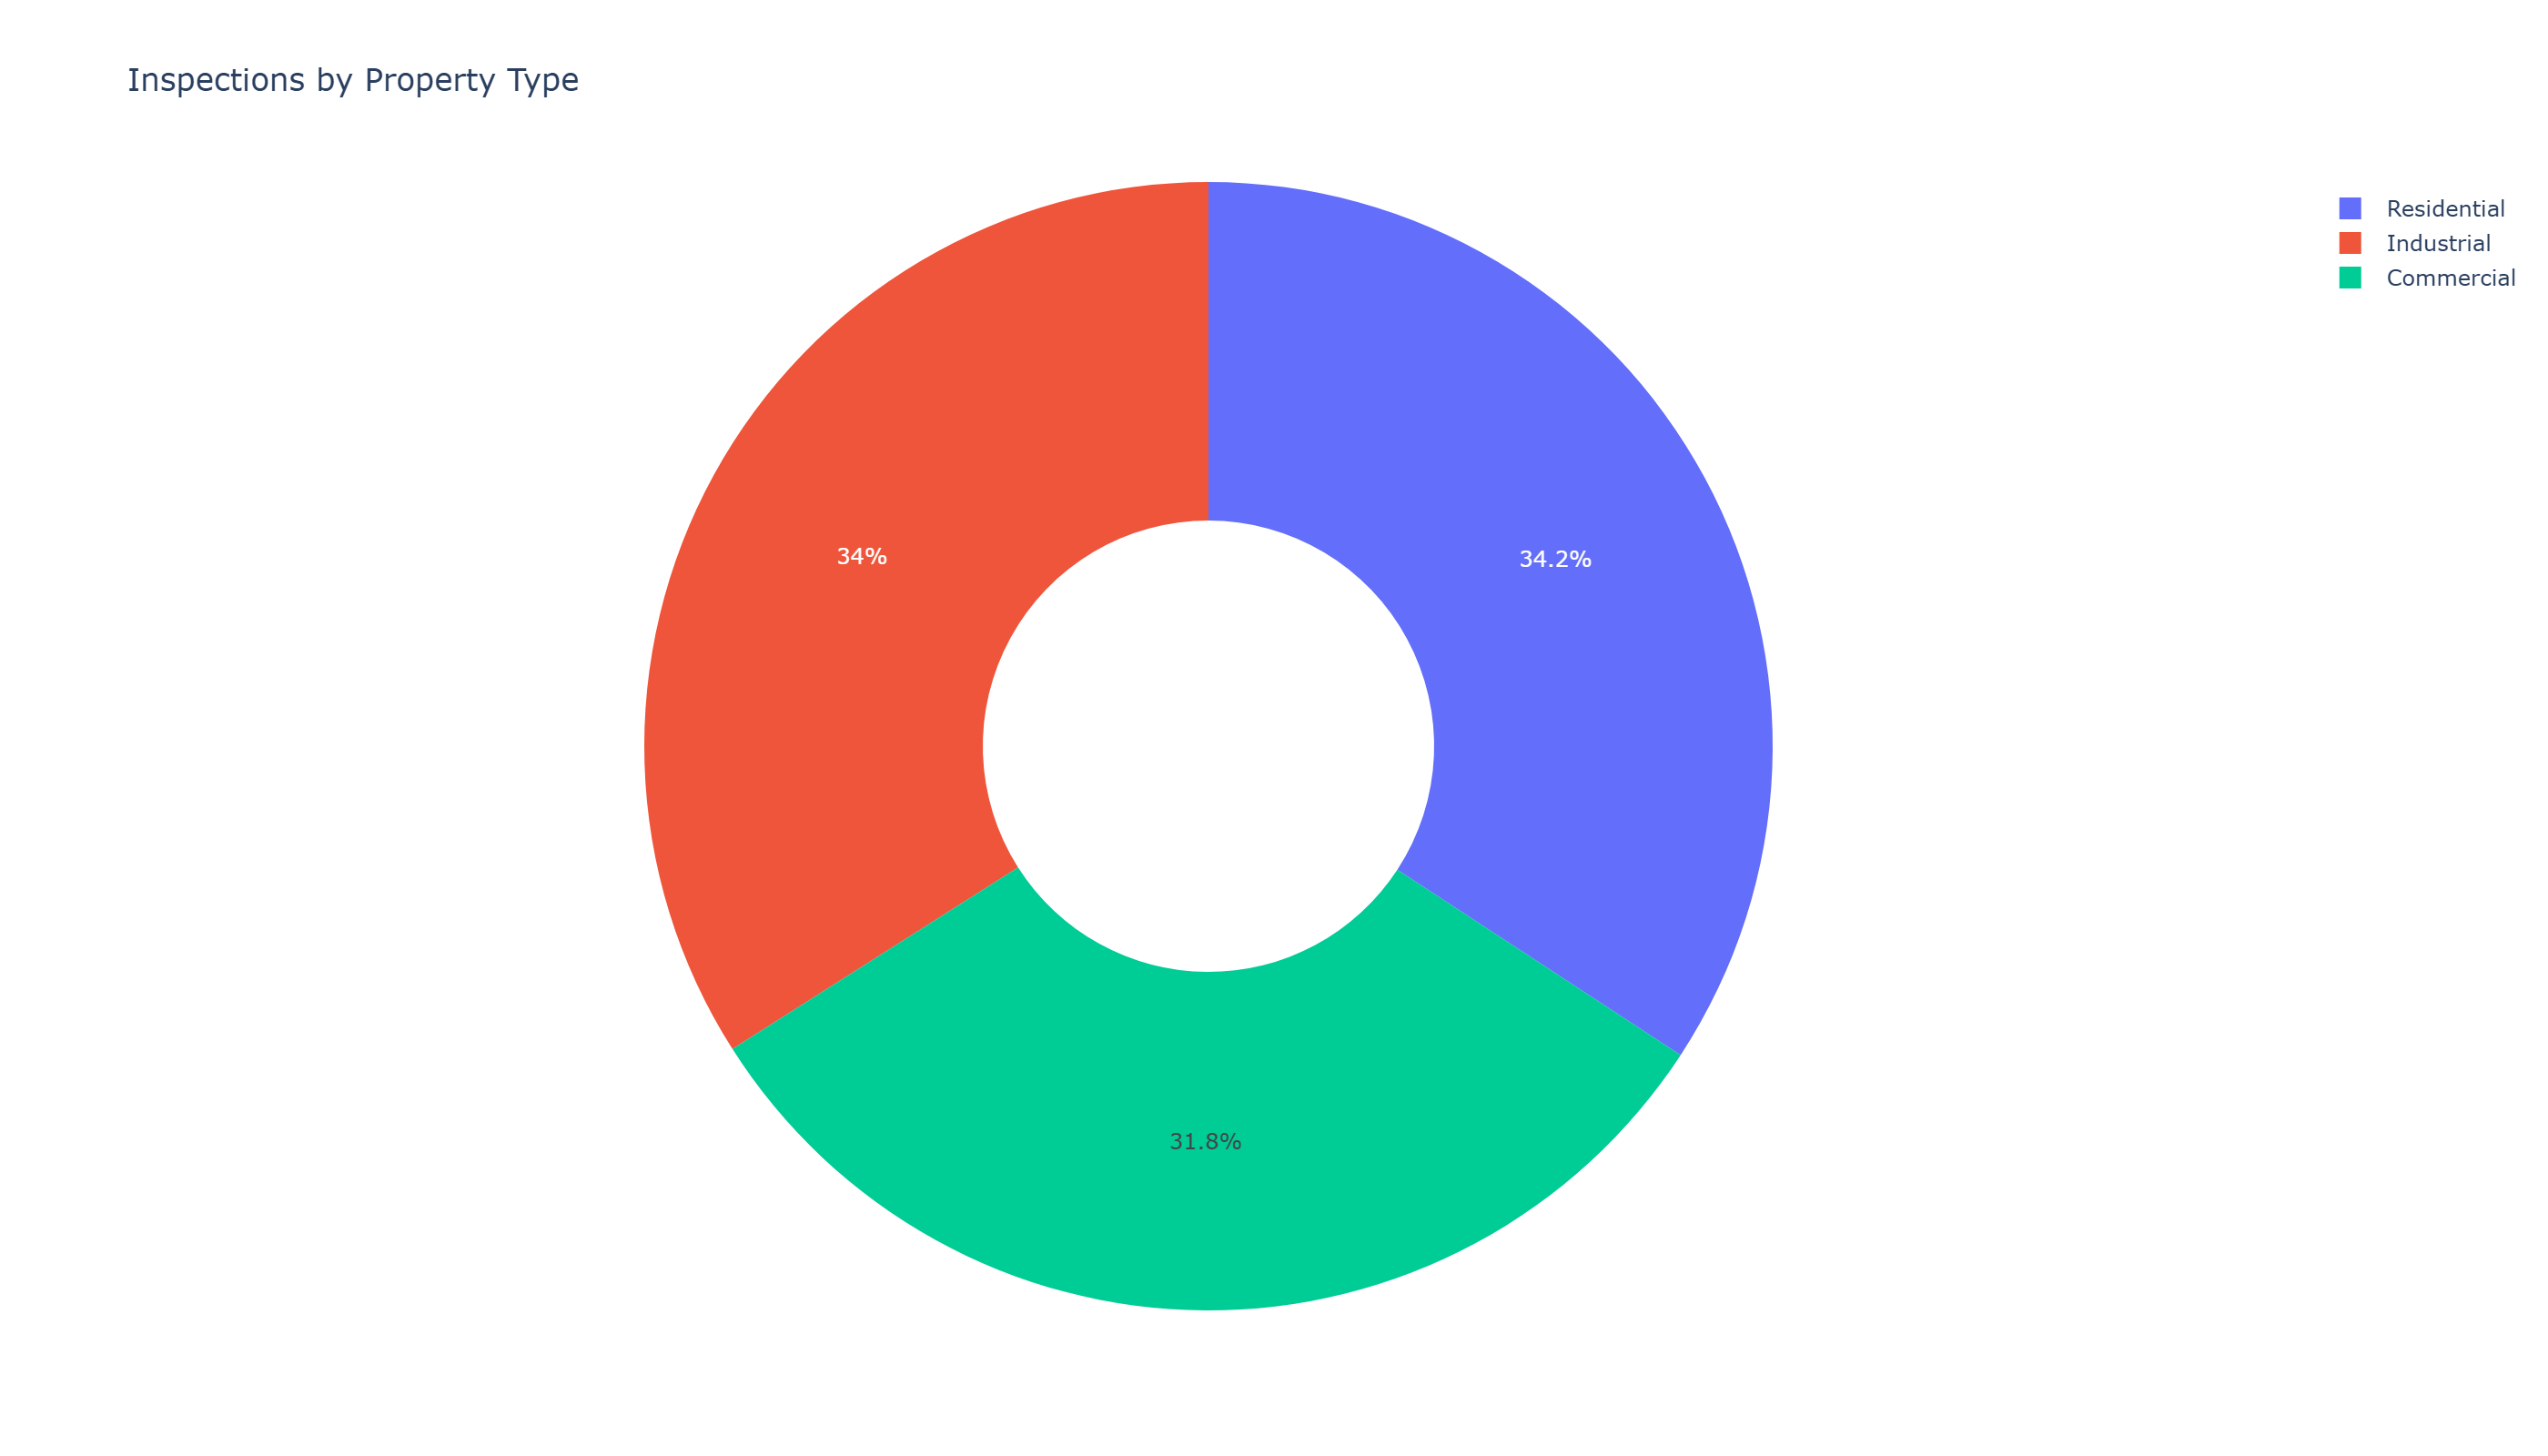 Inspections by Property Type
Residential
Industrial
Commercial
34%
34.2%
31.8%